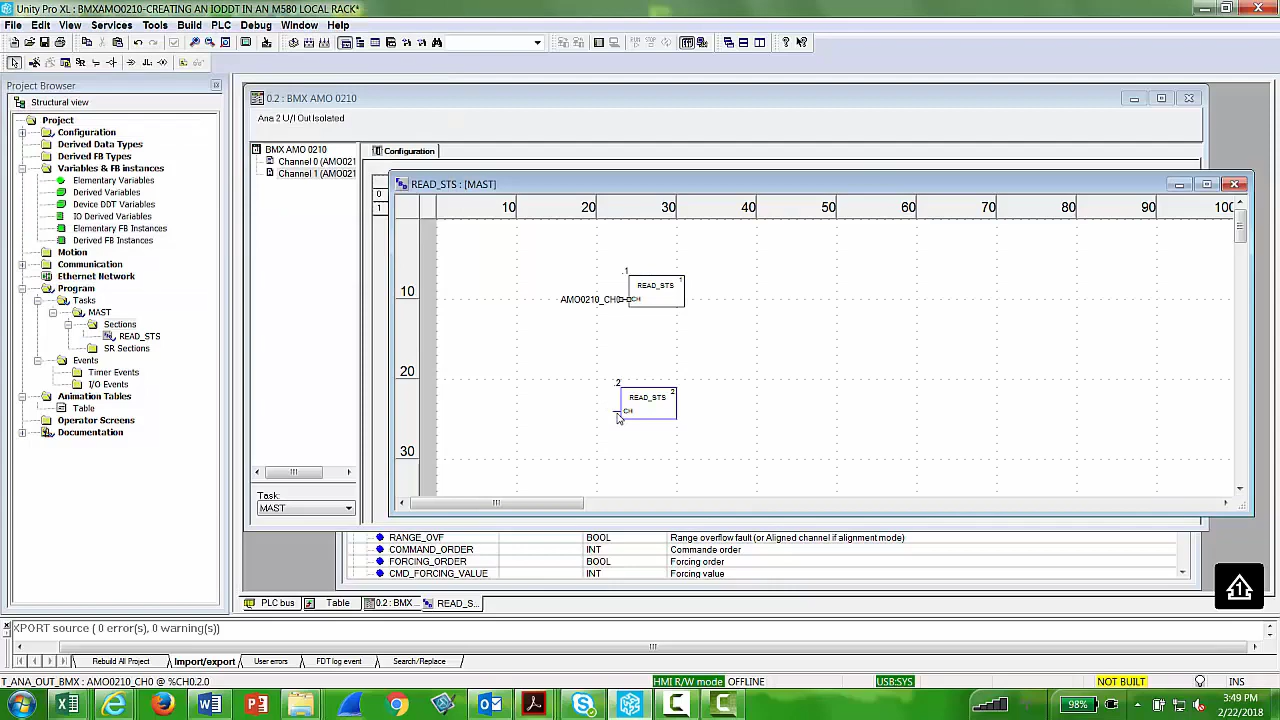 Unity Pro XL : BMXAMO0210-CREATING AN IODDT IN AN M580 LOCAL RACK*
File Edit View Services Tools Build PLC Debug Window Help
Project Browser
Structural view
Project
Configuration
Derived Data Types
Derived FB Types
Variables & FB instances
Elementary Variables
Derived Variables
Device DDT Variables
IO Derived Variables
Elementary FB Instances
Derived FB Instances
Motion
Communication
Ethernet Network
Program
Tasks
MAST
Sections
READ_STS
SR Sections
Events
Timer Events
I/O Events
Animation Tables
Table
Operator Screens
Documentation
0.2 : BMX AMO 0210
Ana 2 U/I Out Isolated
BMX AMO 0210
Channel 0 (AMO021
Channel 1 (AMO021
Configuration
0
1
Task:
MAST
READ_STS : [MAST]
10 20 30 40 50 60 70 80 90 100
10
20
30
.1
1
READ_STS
AMO0210_CH0
CH
.2
2
READ_STS
CH
RANGE_OVF BOOL Range overflow fault (or Aligned channel if alignment mode)
COMMAND_ORDER INT Commande order
FORCING_ORDER BOOL Forcing order
CMD_FORCING_VALUE INT Forcing value
PLC bus Table 0.2 : BMX ... READ_S...
XPORT source ( 0 error(s), 0 warning(s))
Rebuild All Project Import/export User errors FDT log event Search/Replace
T_ANA_OUT_BMX : AMO0210_CH0 @ %CH0.2.0 HMI R/W mode OFFLINE USB:SYS NOT BUILT INS
98% 3:49 PM
2/22/2018